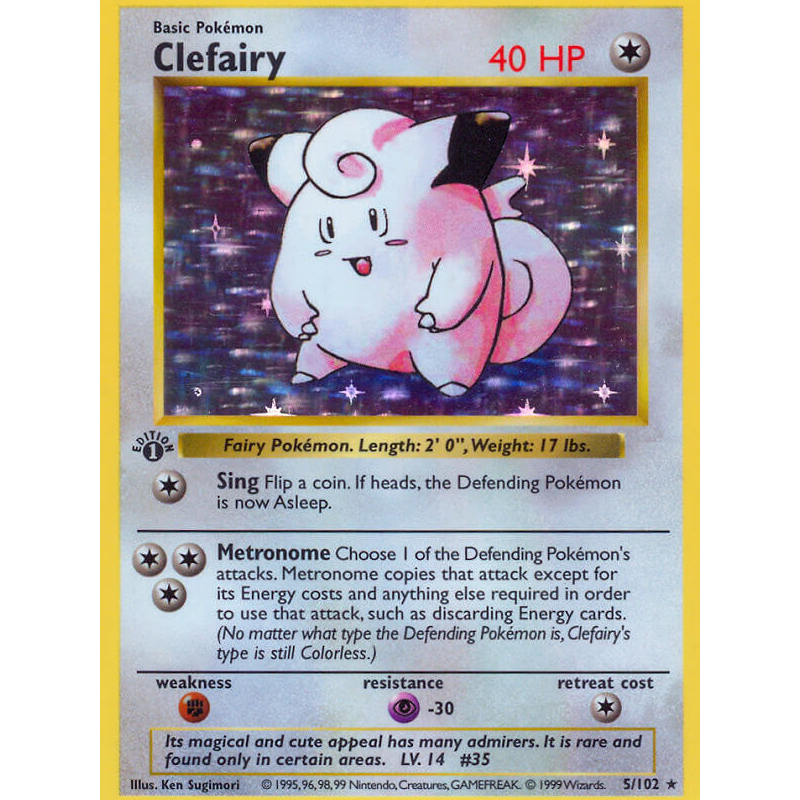 Basic Pokémon
Clefairy 40 HP
Fairy Pokémon. Length: 2' 0", Weight: 17 lbs.
EDITION
1
Sing Flip a coin. If heads, the Defending Pokémon
is now Asleep.
Metronome Choose 1 of the Defending Pokémon's
attacks. Metronome copies that attack except for
its Energy costs and anything else required in order
to use that attack, such as discarding Energy cards.
(No matter what type the Defending Pokémon is, Clefairy's
type is still Colorless.)
weakness resistance retreat cost
-30
Its magical and cute appeal has many admirers. It is rare and
found only in certain areas. LV. 14 #35
Illus. Ken Sugimori © 1995, 96, 98, 99 Nintendo, Creatures, GAMEFREAK. © 1999 Wizards. 5/102 ★